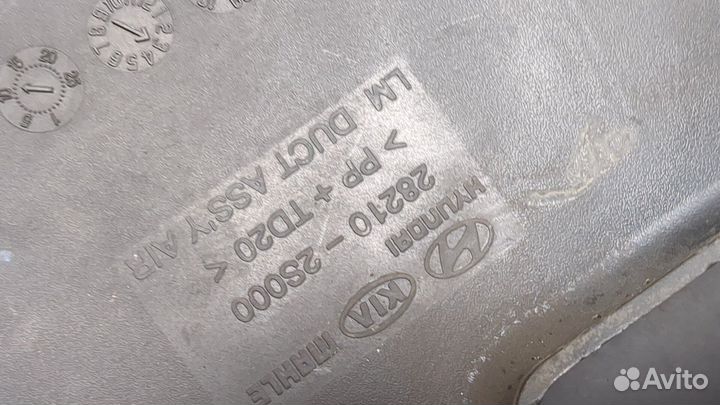 LM DUCT ASS'Y AIR
> PP + TD20 <
28210 - 2S000
HYUNDAI
KIA MAHLE
Avito